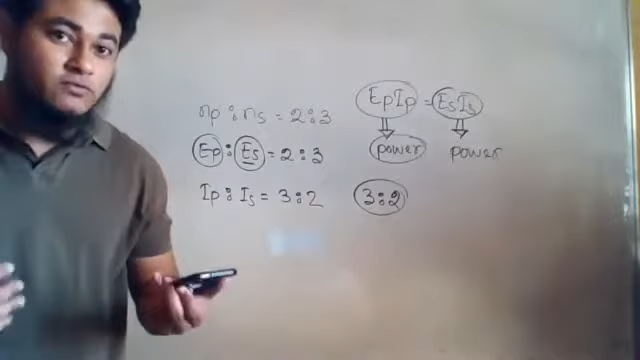 np : ns = 2 : 3
Ep : Es = 2 : 3
Ip : Is = 3 : 2
EpIp = EsIs
power power
3 : 2